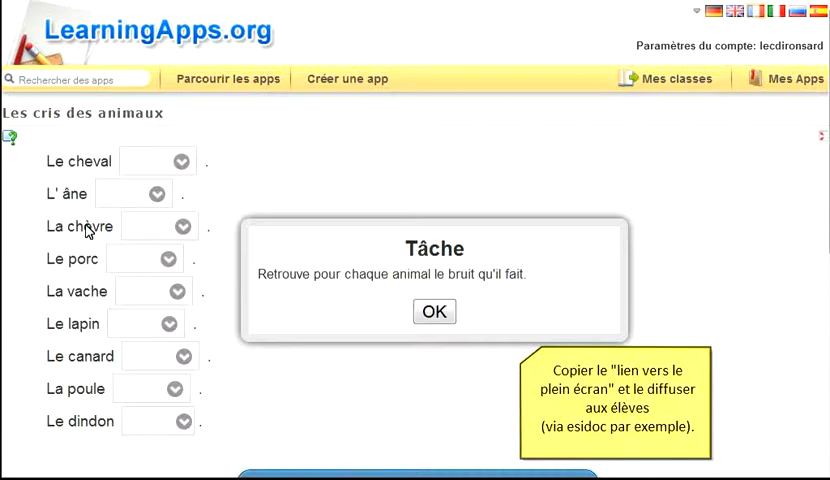 LearningApps.org
Paramètres du compte: lecdironsard
Rechercher des apps
Parcourir les apps
Créer une app
Mes classes
Mes Apps
Les cris des animaux
Le cheval .
L' âne .
La chèvre .
Le porc .
La vache .
Le lapin .
Le canard .
La poule .
Le dindon .
Tâche
Retrouve pour chaque animal le bruit qu'il fait.
OK
Copier le "lien vers le
plein écran" et le diffuser
aux élèves
(via esidoc par exemple).